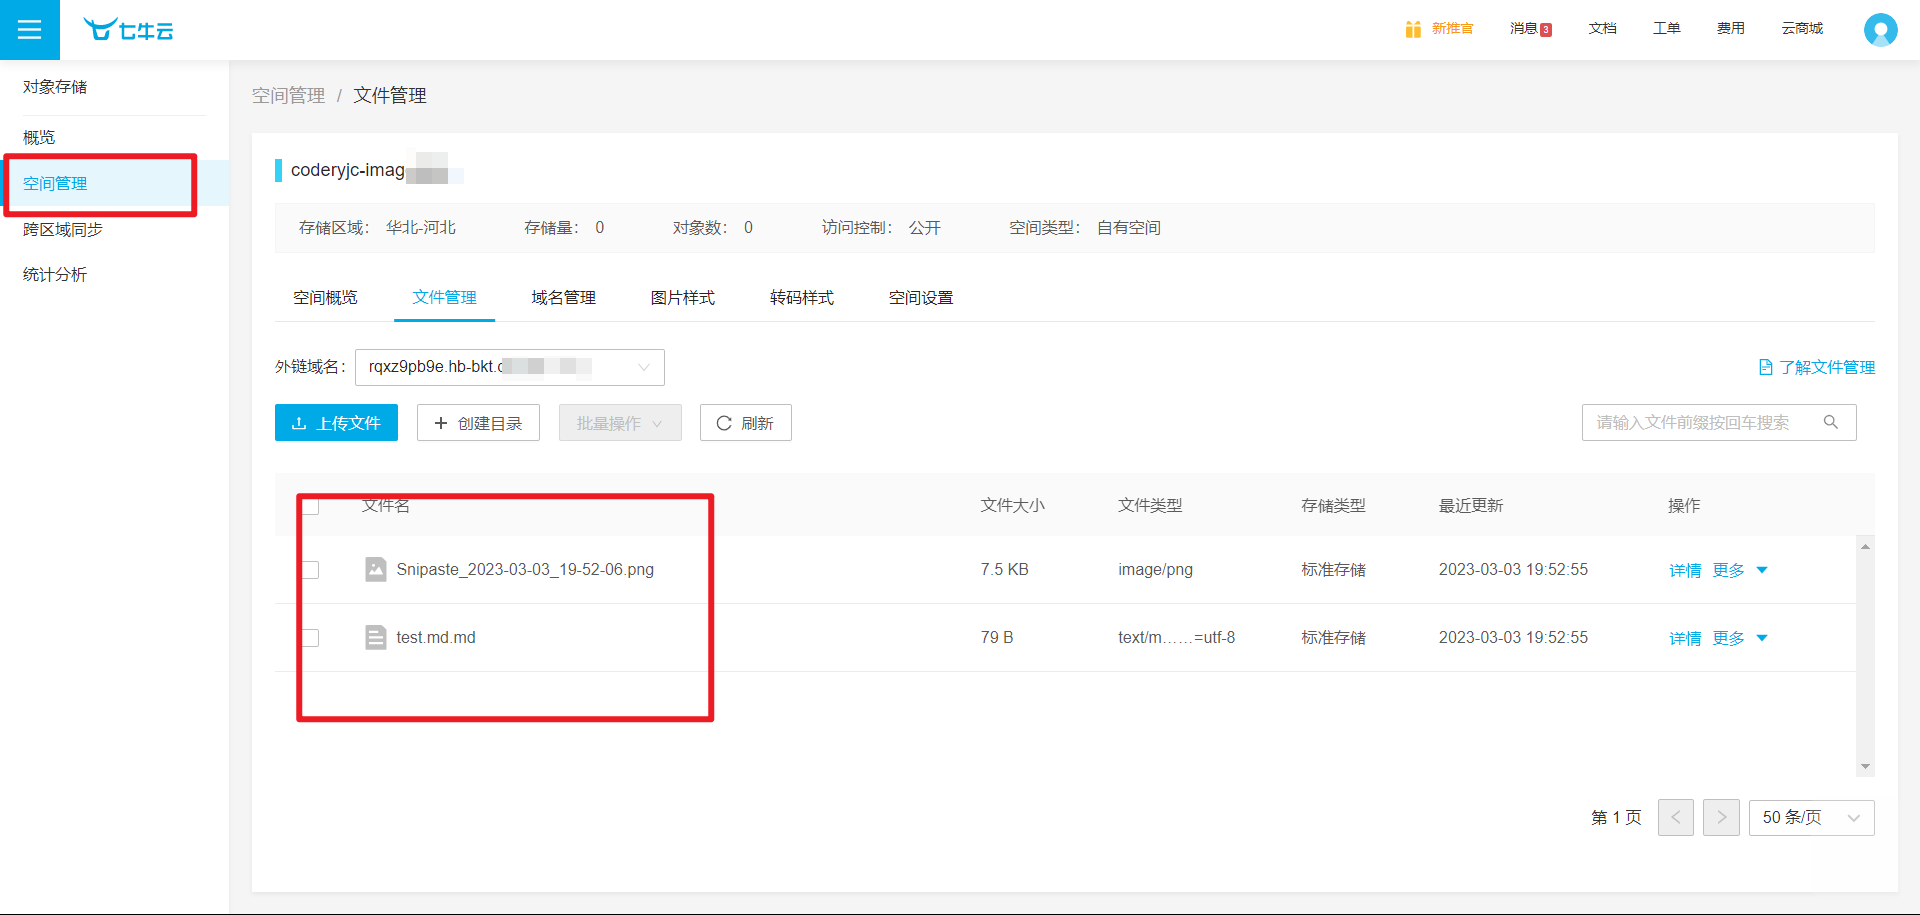 七牛云
新推官
消息 3
文档
工单
费用
云商城
对象存储
概览
空间管理
跨区域同步
统计分析
空间管理 / 文件管理
coderyjc-imag
存储区域： 华北-河北
存储量： 0
对象数： 0
访问控制： 公开
空间类型： 自有空间
空间概览
文件管理
域名管理
图片样式
转码样式
空间设置
外链域名：
rqxz9pb9e.hb-bkt.c
了解文件管理
上传文件
创建目录
批量操作
刷新
请输入文件前缀按回车搜索
文件名 文件大小 文件类型 存储类型 最近更新 操作
Snipaste_2023-03-03_19-52-06.png 7.5 KB image/png 标准存储 2023-03-03 19:52:55 详情 更多
test.md.md 79 B text/m……=utf-8 标准存储 2023-03-03 19:52:55 详情 更多
第 1 页
50 条/页